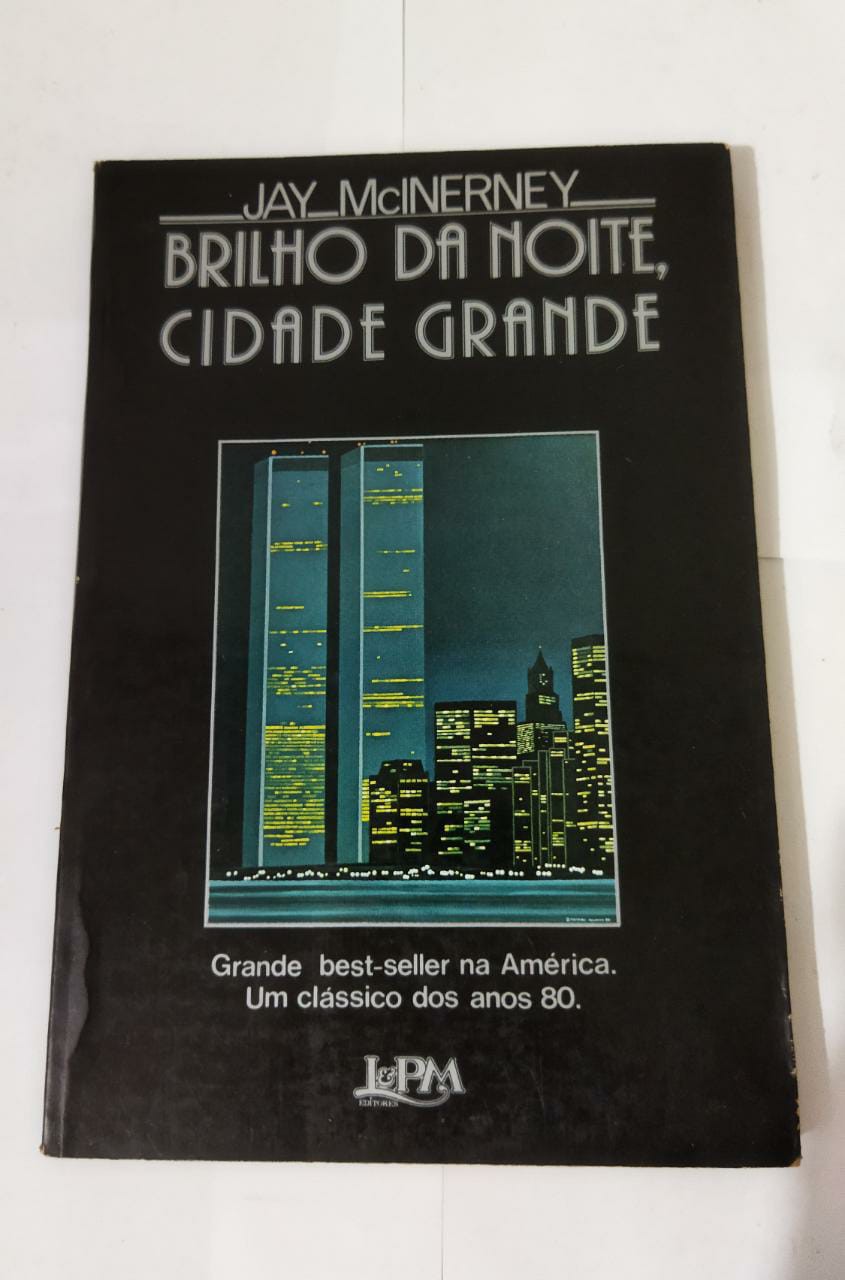 JAY McINERNEY
BRILHO DA NOITE,
CIDADE GRANDE
Grande best-seller na América.
Um clássico dos anos 80.
L&PM
EDITORES